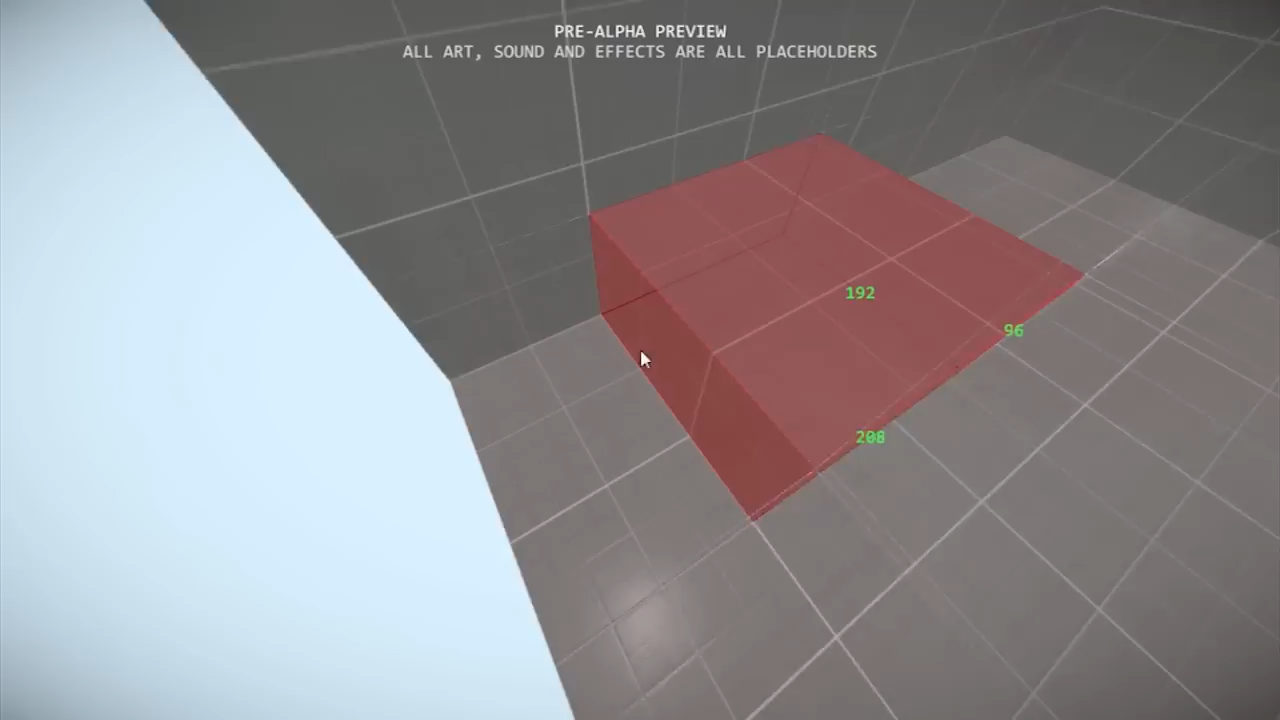 PRE-ALPHA PREVIEW
ALL ART, SOUND AND EFFECTS ARE ALL PLACEHOLDERS
192
96
208